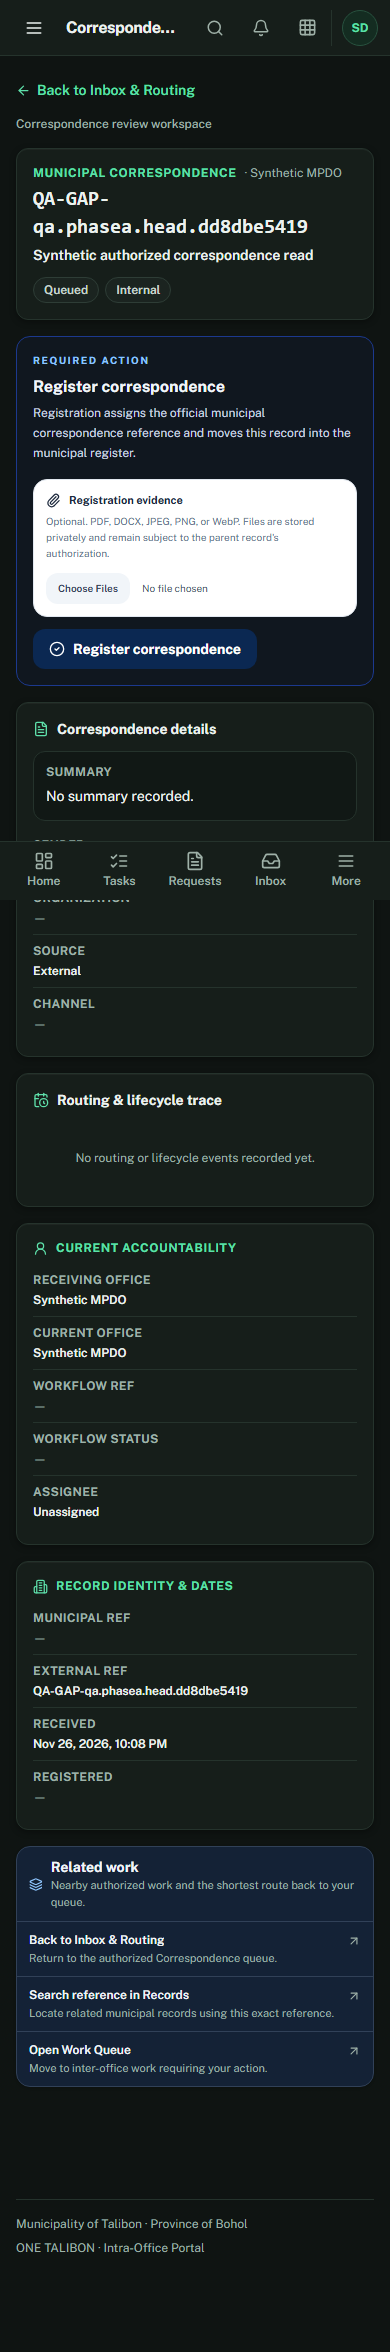 Corresponde...
SD
Back to Inbox & Routing
Correspondence review workspace
MUNICIPAL CORRESPONDENCE · Synthetic MPDO
QA-GAP-
qa.phasea.head.dd8dbe5419
Synthetic authorized correspondence read
Queued Internal
REQUIRED ACTION
Register correspondence
Registration assigns the official municipal
correspondence reference and moves this record into the
municipal register.
Registration evidence
Optional. PDF, DOCX, JPEG, PNG, or WebP. Files are stored
privately and remain subject to the parent record's
authorization.
Choose Files No file chosen
Register correspondence
Correspondence details
SUMMARY
No summary recorded.
Home Tasks Requests Inbox More
ORGANIZATION
—
SOURCE
External
CHANNEL
—
Routing & lifecycle trace
No routing or lifecycle events recorded yet.
CURRENT ACCOUNTABILITY
RECEIVING OFFICE
Synthetic MPDO
CURRENT OFFICE
Synthetic MPDO
WORKFLOW REF
—
WORKFLOW STATUS
—
ASSIGNEE
Unassigned
RECORD IDENTITY & DATES
MUNICIPAL REF
—
EXTERNAL REF
QA-GAP-qa.phasea.head.dd8dbe5419
RECEIVED
Nov 26, 2026, 10:08 PM
REGISTERED
—
Related work
Nearby authorized work and the shortest route back to your
queue.
Back to Inbox & Routing
Return to the authorized Correspondence queue.
Search reference in Records
Locate related municipal records using this exact reference.
Open Work Queue
Move to inter-office work requiring your action.
Municipality of Talibon · Province of Bohol
ONE TALIBON · Intra-Office Portal